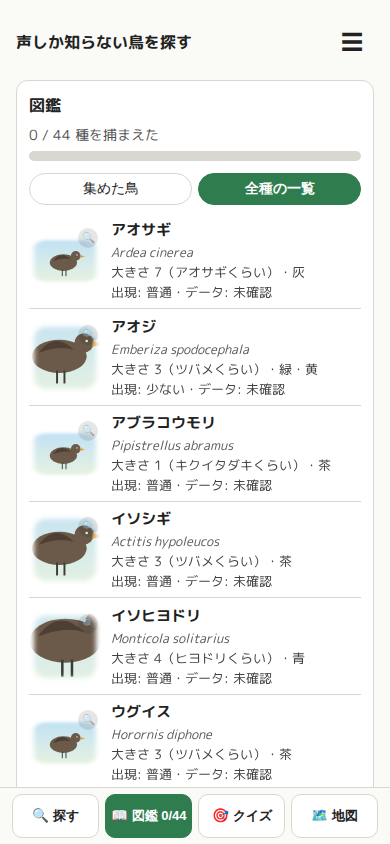 声しか知らない鳥を探す
図鑑
0 / 44 種を捕まえた
集めた鳥
全種の一覧
アオサギ
Ardea cinerea
大きさ 7（アオサギくらい）・灰
出現: 普通・データ: 未確認
アオジ
Emberiza spodocephala
大きさ 3（ツバメくらい）・緑・黄
出現: 少ない・データ: 未確認
アブラコウモリ
Pipistrellus abramus
大きさ 1（キクイタダキくらい）・茶
出現: 普通・データ: 未確認
イソシギ
Actitis hypoleucos
大きさ 3（ツバメくらい）・茶
出現: 普通・データ: 未確認
イソヒヨドリ
Monticola solitarius
大きさ 4（ヒヨドリくらい）・青
出現: 普通・データ: 未確認
ウグイス
Horornis diphone
大きさ 3（ツバメくらい）・茶
出現: 普通・データ: 未確認
探す
図鑑 0/44
クイズ
地図